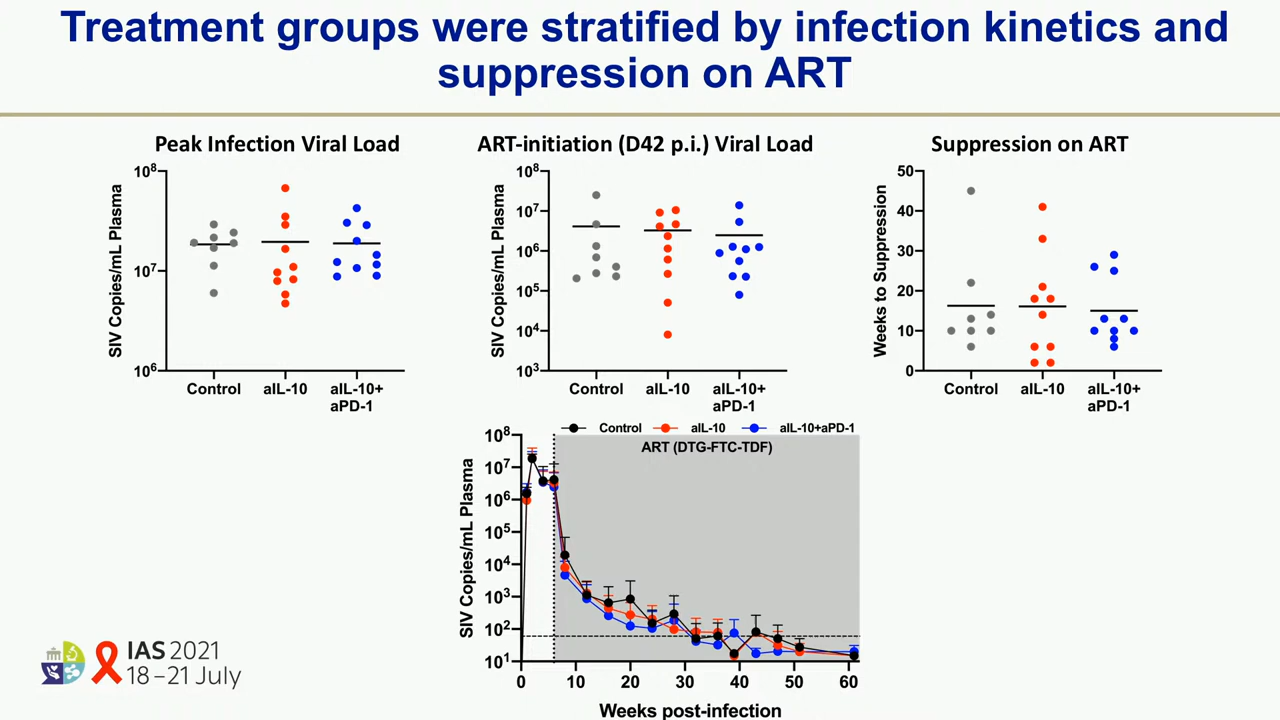 Treatment groups were stratified by infection kinetics and
suppression on ART
Peak Infection Viral Load
SIV Copies/mL Plasma
10⁸
10⁷
10⁶
Control
aIL-10
aIL-10+
aPD-1
ART-initiation (D42 p.i.) Viral Load
SIV Copies/mL Plasma
10⁸
10⁷
10⁶
10⁵
10⁴
10³
Control
aIL-10
aIL-10+
aPD-1
Suppression on ART
Weeks to Suppression
50
40
30
20
10
0
Control
aIL-10
aIL-10+
aPD-1
Control aIL-10 aIL-10+aPD-1
ART (DTG-FTC-TDF)
SIV Copies/mL Plasma
10⁸
10⁷
10⁶
10⁵
10⁴
10³
10²
10¹
0 10 20 30 40 50 60
Weeks post-infection
IAS 2021
18–21 July